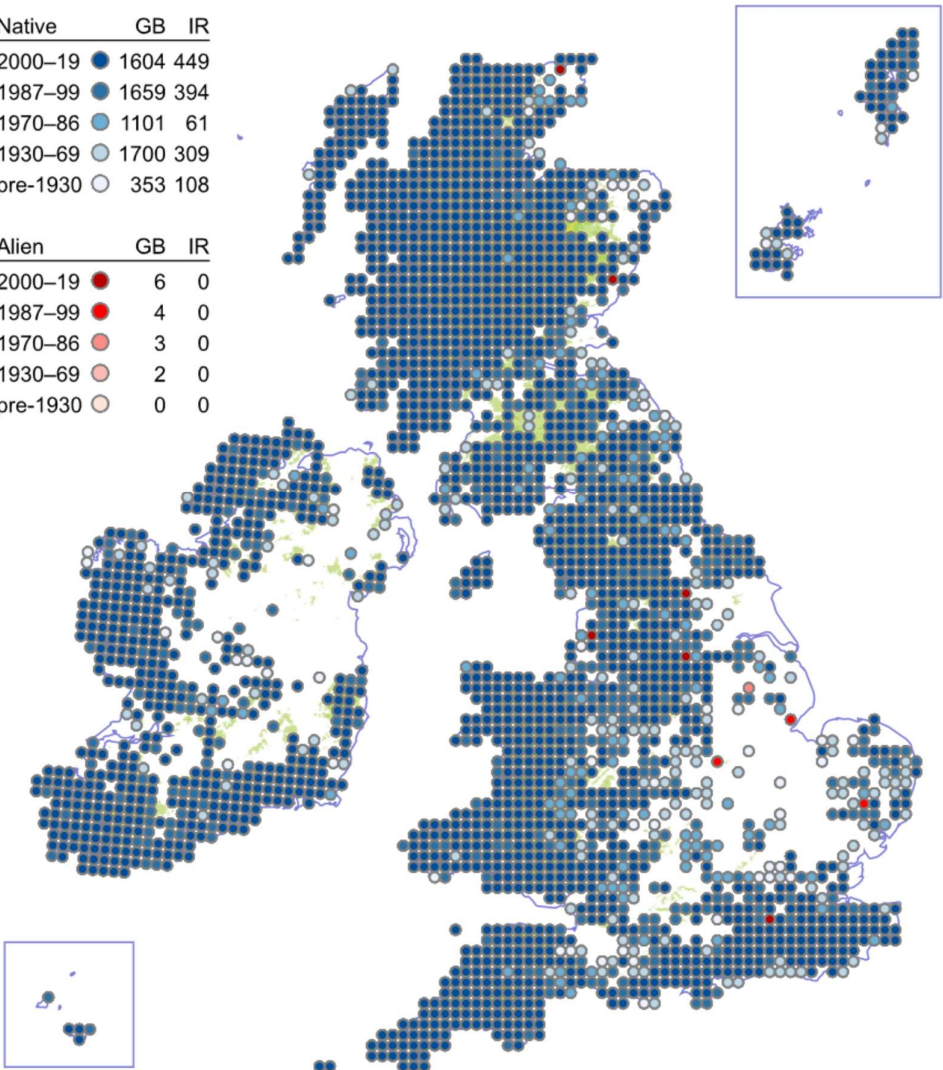 Native GB IR
2000–19 1604 449
1987–99 1659 394
1970–86 1101 61
1930–69 1700 309
pre-1930 353 108
Alien GB IR
2000–19 6 0
1987–99 4 0
1970–86 3 0
1930–69 2 0
pre-1930 0 0